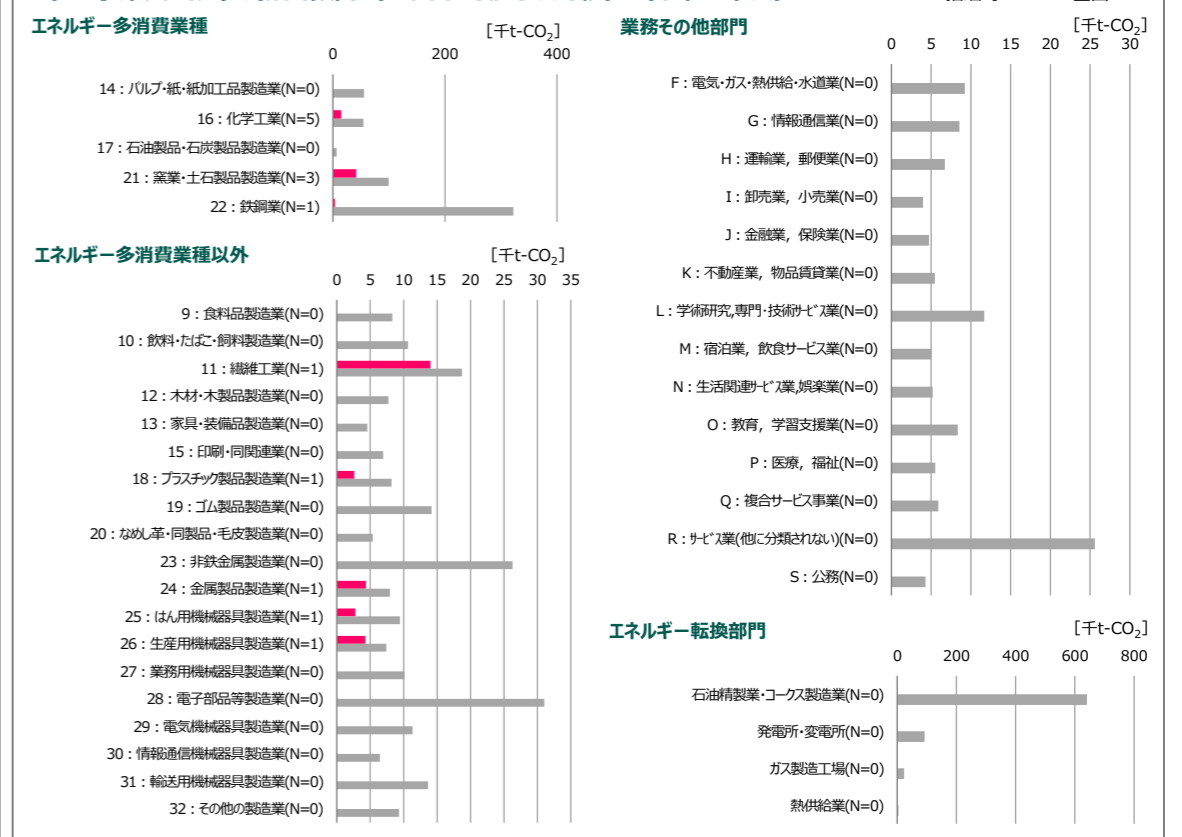 エネルギー多消費業種
[千t-CO2]
0 200 400
14：パルプ・紙・紙加工品製造業(N=0)
16：化学工業(N=5)
17：石油製品・石炭製品製造業(N=0)
21：窯業・土石製品製造業(N=3)
22：鉄鋼業(N=1)
エネルギー多消費業種以外
[千t-CO2]
0 5 10 15 20 25 30 35
9：食料品製造業(N=0)
10：飲料・たばこ・飼料製造業(N=0)
11：繊維工業(N=1)
12：木材・木製品製造業(N=0)
13：家具・装備品製造業(N=0)
15：印刷・同関連業(N=0)
18：プラスチック製品製造業(N=1)
19：ゴム製品製造業(N=0)
20：なめし革・同製品・毛皮製造業(N=0)
23：非鉄金属製造業(N=0)
24：金属製品製造業(N=1)
25：はん用機械器具製造業(N=1)
26：生産用機械器具製造業(N=1)
27：業務用機械器具製造業(N=0)
28：電子部品等製造業(N=0)
29：電気機械器具製造業(N=0)
30：情報通信機械器具製造業(N=0)
31：輸送用機械器具製造業(N=0)
32：その他の製造業(N=0)
業務その他部門
[千t-CO2]
0 5 10 15 20 25 30
F：電気・ガス・熱供給・水道業(N=0)
G：情報通信業(N=0)
H：運輸業，郵便業(N=0)
I：卸売業，小売業(N=0)
J：金融業，保険業(N=0)
K：不動産業，物品賃貸業(N=0)
L：学術研究,専門・技術サービス業(N=0)
M：宿泊業，飲食サービス業(N=0)
N：生活関連サービス業,娯楽業(N=0)
O：教育，学習支援業(N=0)
P：医療，福祉(N=0)
Q：複合サービス事業(N=0)
R：サービス業(他に分類されない)(N=0)
S：公務(N=0)
エネルギー転換部門
[千t-CO2]
0 200 400 600 800
石油精製業・コークス製造業(N=0)
発電所・変電所(N=0)
ガス製造工場(N=0)
熱供給業(N=0)